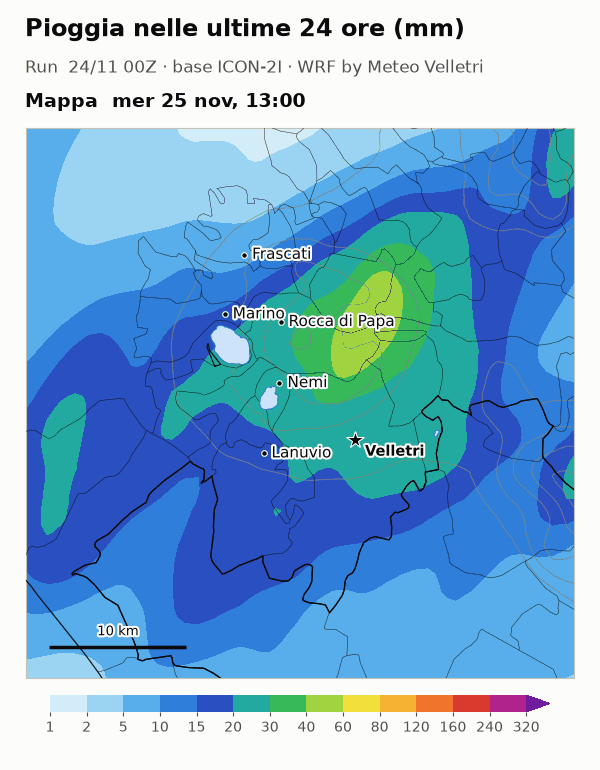 Pioggia nelle ultime 24 ore (mm)
Run  24/11 00Z · base ICON-2I · WRF by Meteo Velletri
Mappa  mer 25 nov, 13:00
Frascati
Marino
Rocca di Papa
Nemi
Velletri
Lanuvio
10 km
1 2 5 10 15 20 30 40 60 80 120 160 240 320